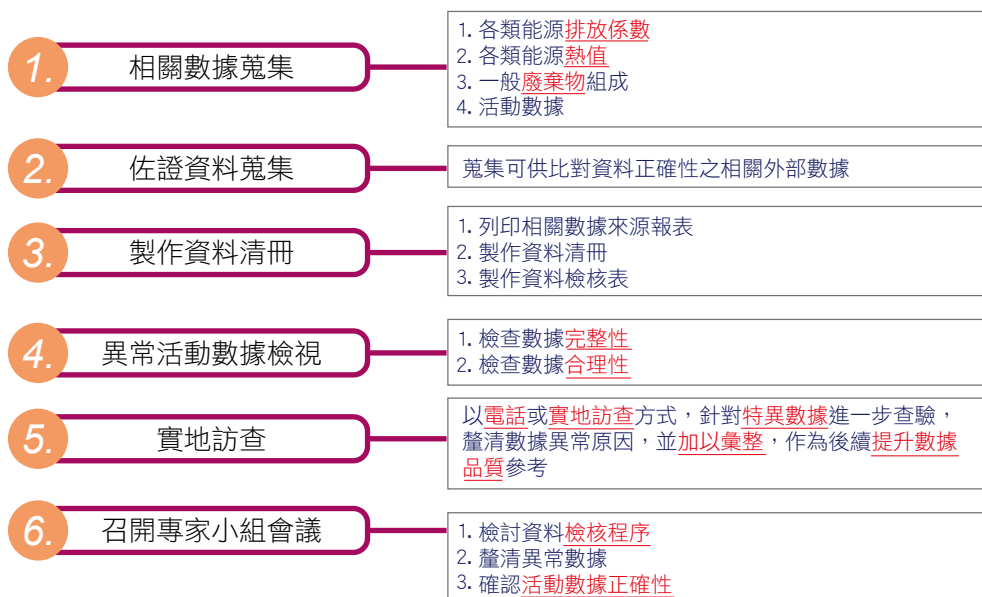 1.
相關數據蒐集
1. 各類能源排放係數
2. 各類能源熱值
3. 一般廢棄物組成
4. 活動數據
2.
佐證資料蒐集
蒐集可供比對資料正確性之相關外部數據
3.
製作資料清冊
1. 列印相關數據來源報表
2. 製作資料清冊
3. 製作資料檢核表
4.
異常活動數據檢視
1. 檢查數據完整性
2. 檢查數據合理性
5.
實地訪查
以電話或實地訪查方式，針對特異數據進一步查驗，
釐清數據異常原因，並加以彙整，作為後續提升數據
品質參考
6.
召開專家小組會議
1. 檢討資料檢核程序
2. 釐清異常數據
3. 確認活動數據正確性